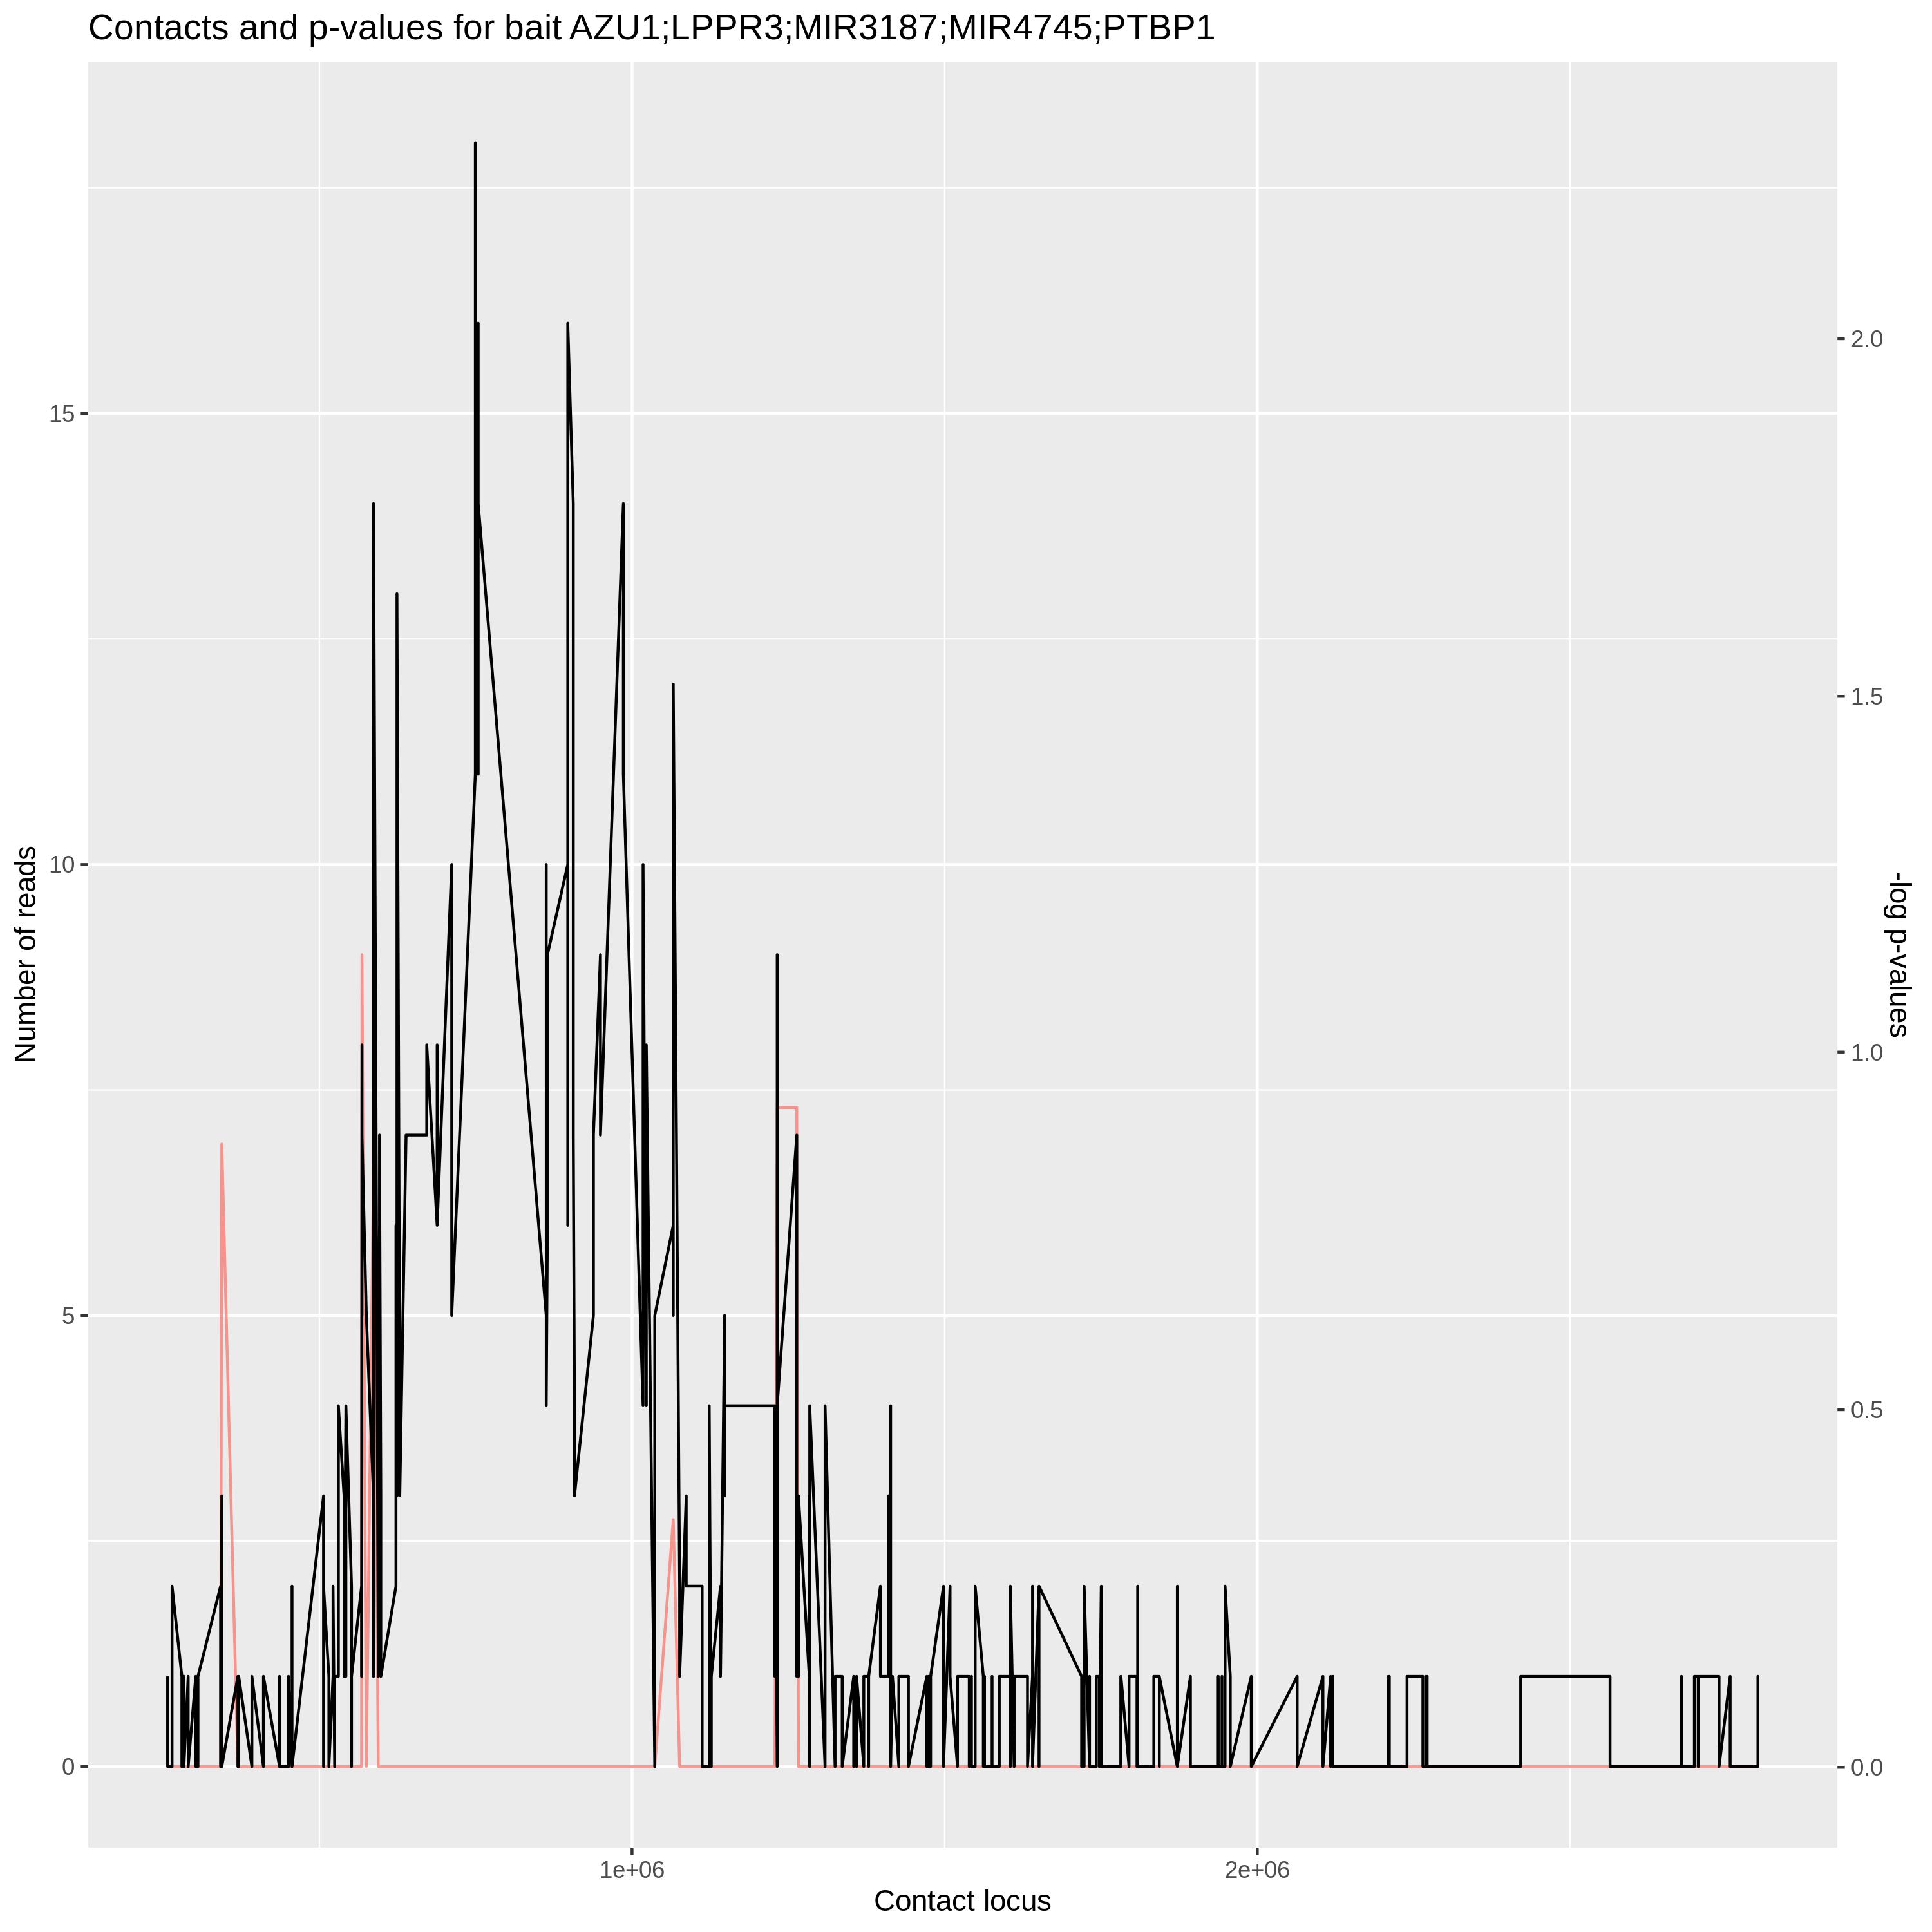 Contacts and p-values for bait AZU1;LPPR3;MIR3187;MIR4745;PTBP1
15
10
5
0
Number of reads
2.0
1.5
1.0
0.5
0.0
-log p-values
1e+06
2e+06
Contact locus